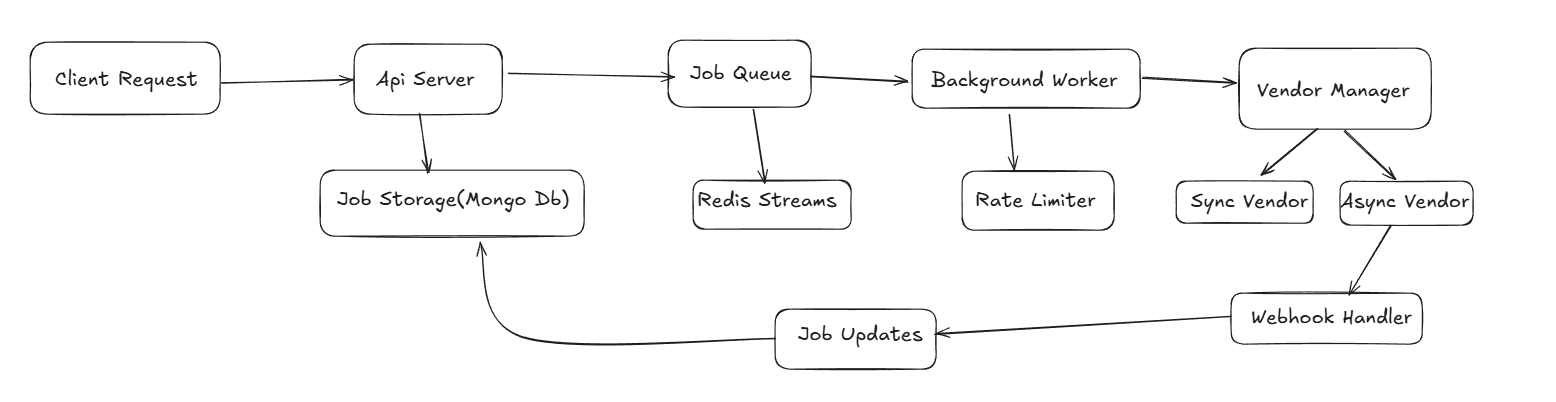 Client Request
Api Server
Job Queue
Background Worker
Vendor Manager
Job Storage(Mongo Db)
Redis Streams
Rate Limiter
Sync Vendor
Async Vendor
Webhook Handler
Job Updates